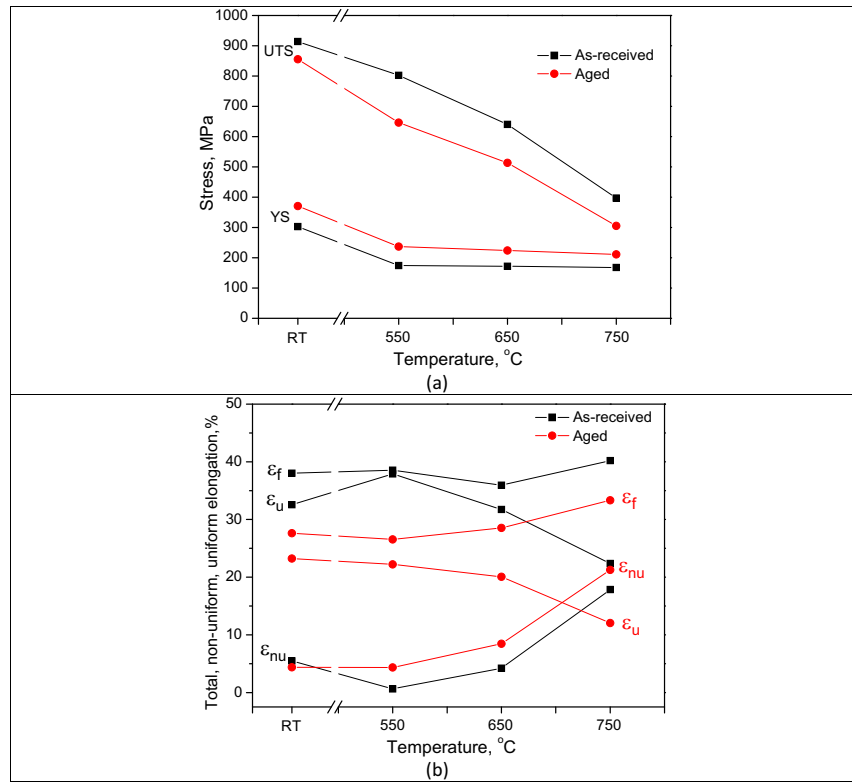 1000
900
800
700
600
500
400
300
200
100
0
Stress, MPa
UTS
YS
As-received
Aged
RT 550 650 750
Temperature, °C
(a)
50
40
30
20
10
0
Total, non-uniform, uniform elongation, %
As-received
Aged
εf
εu
εnu
εf
εnu
εu
RT 550 650 750
Temperature, °C
(b)